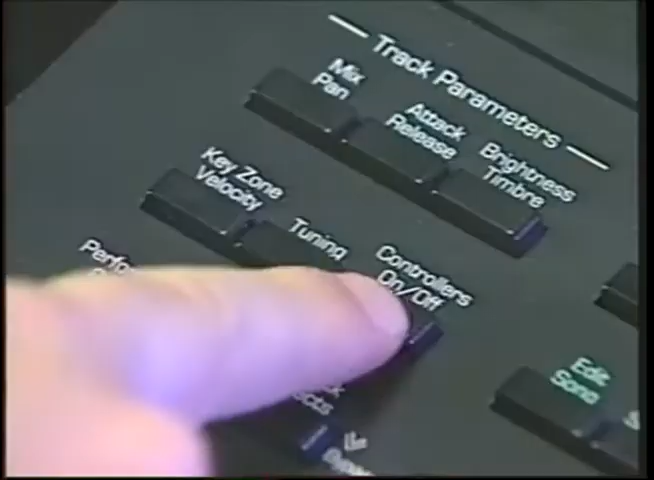 Track Parameters
Mix
Pan
Attack
Release
Brightness
Timbre
Key Zone
Velocity
Tuning
Controllers
On/Off
Edit
Song